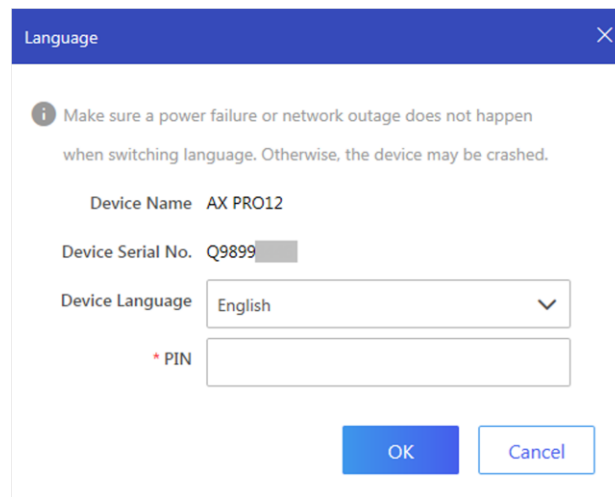 Language
Make sure a power failure or network outage does not happen
when switching language. Otherwise, the device may be crashed.
Device Name AX PRO12
Device Serial No. Q9899
Device Language English
* PIN
OK Cancel